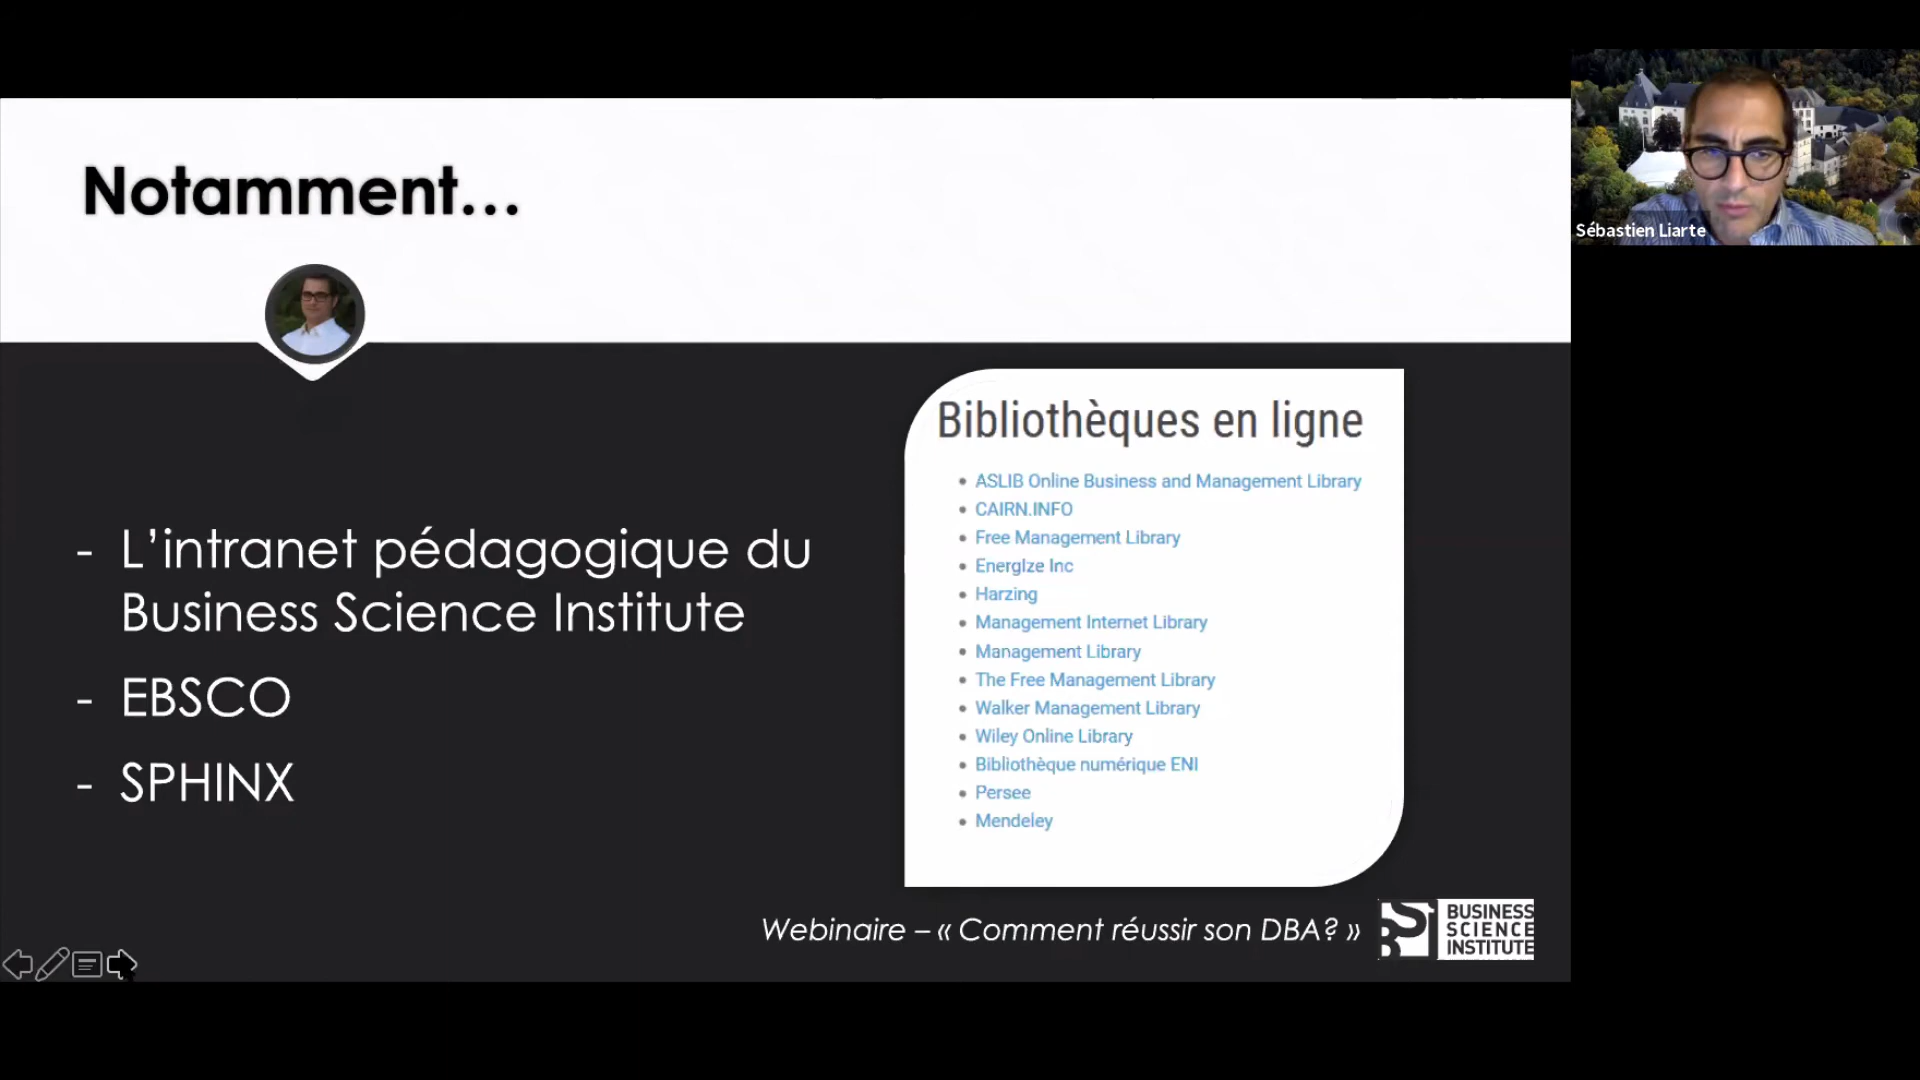 Notamment...
Sébastien Liarte
- L’intranet pédagogique du
Business Science Institute
- EBSCO
- SPHINX
Bibliothèques en ligne
• ASLIB Online Business and Management Library
• CAIRN.INFO
• Free Management Library
• EnergIze Inc
• Harzing
• Management Internet Library
• Management Library
• The Free Management Library
• Walker Management Library
• Wiley Online Library
• Bibliothèque numérique ENI
• Persee
• Mendeley
Webinaire – « Comment réussir son DBA? »
BUSINESS
SCIENCE
INSTITUTE